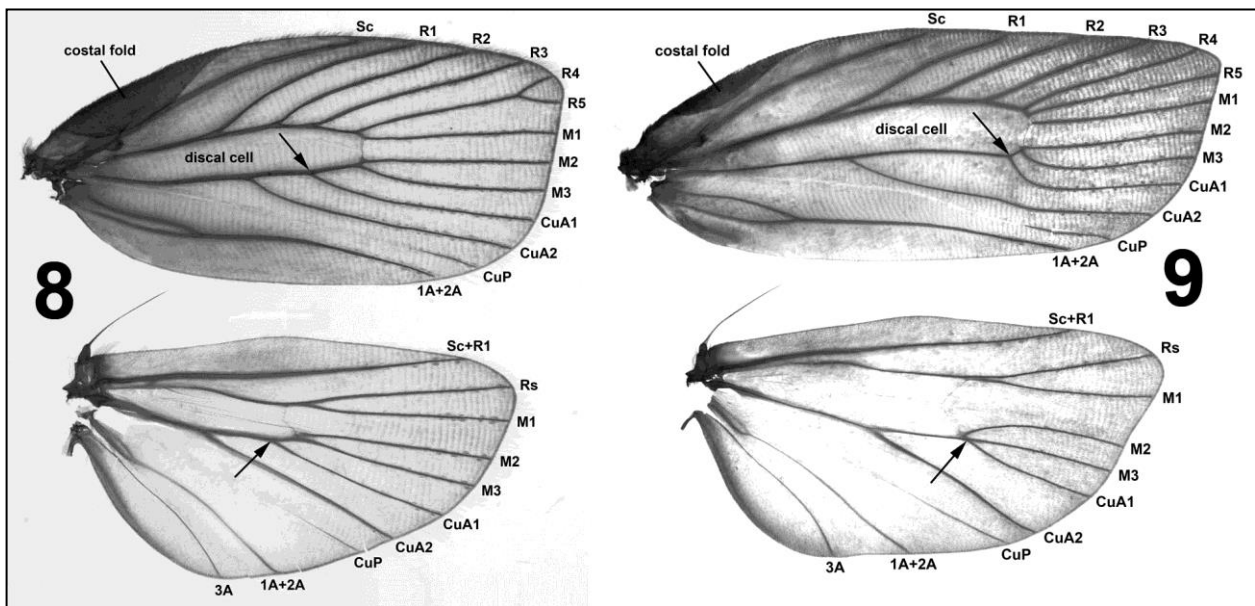 costal fold
Sc
R1
R2
R3
R4
R5
M1
M2
M3
CuA1
CuA2
CuP
1A+2A
discal cell
8
Sc+R1
Rs
M1
M2
M3
CuA1
CuA2
CuP
1A+2A
3A
costal fold
Sc
R1
R2
R3
R4
R5
M1
M2
M3
CuA1
CuA2
CuP
1A+2A
discal cell
9
Sc+R1
Rs
M1
M2
M3
CuA1
CuA2
CuP
1A+2A
3A